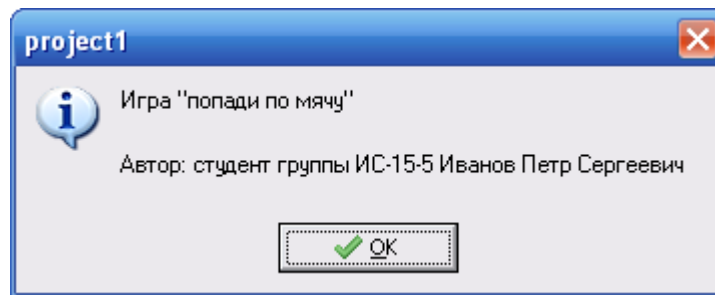 project1
Игра "попади по мячу"
Автор: студент группы ИС-15-5 Иванов Петр Сергеевич
OK